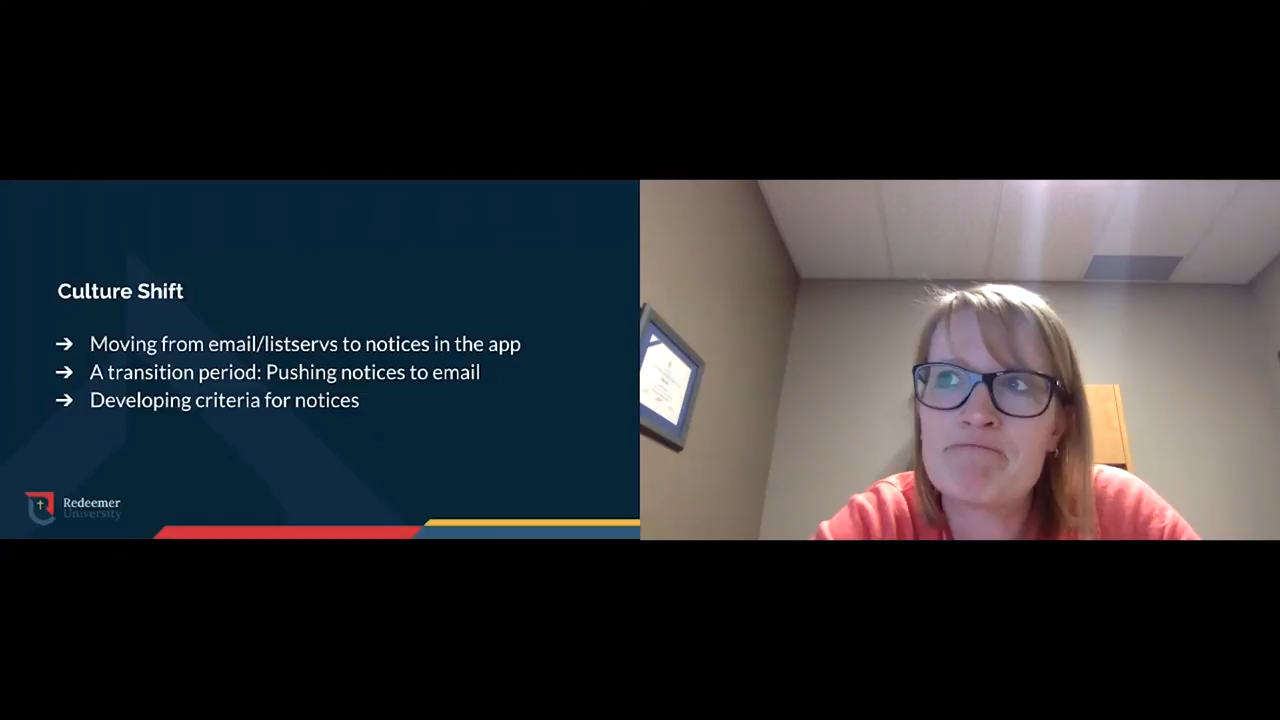 Culture Shift
➔ Moving from email/listservs to notices in the app
➔ A transition period: Pushing notices to email
➔ Developing criteria for notices
Redeemer
University